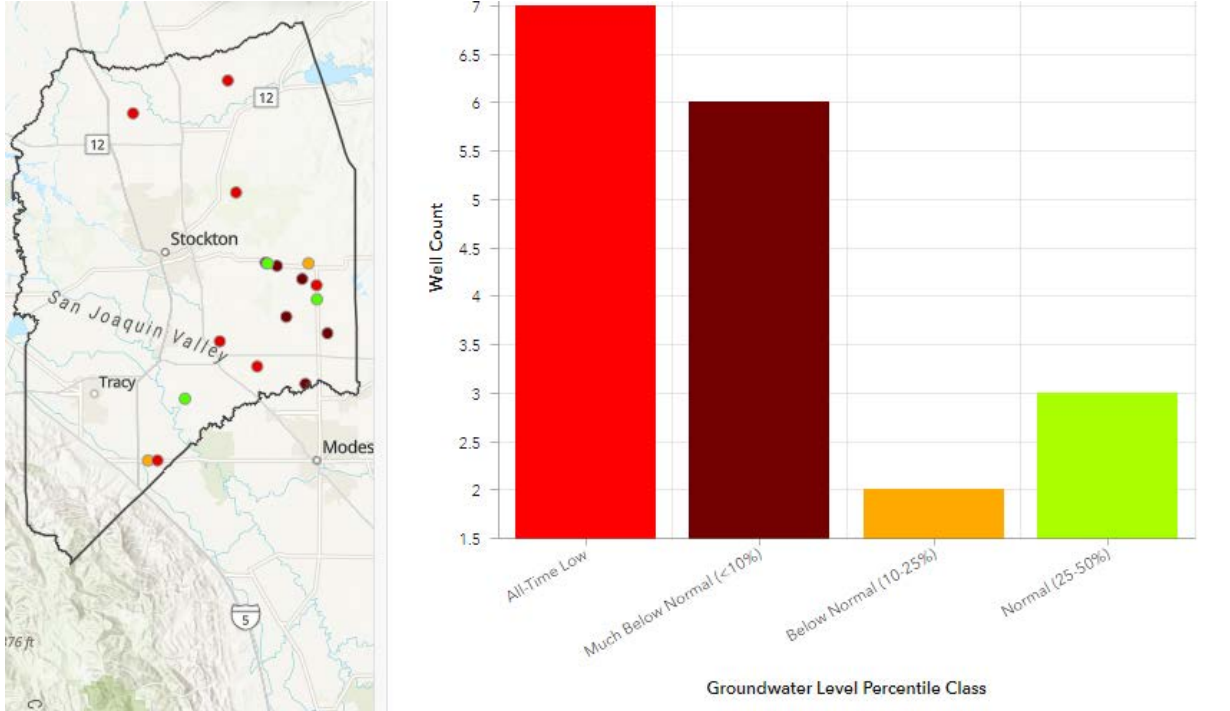 12
12
Stockton
San Joaquin Valley
Tracy
Modes
5
376 ft
C
7
6.5
6
5.5
5
4.5
4
3.5
3
2.5
2
1.5
Well Count
All-Time Low
Much Below Normal (<10%)
Below Normal (10-25%)
Normal (25-50%)
Groundwater Level Percentile Class